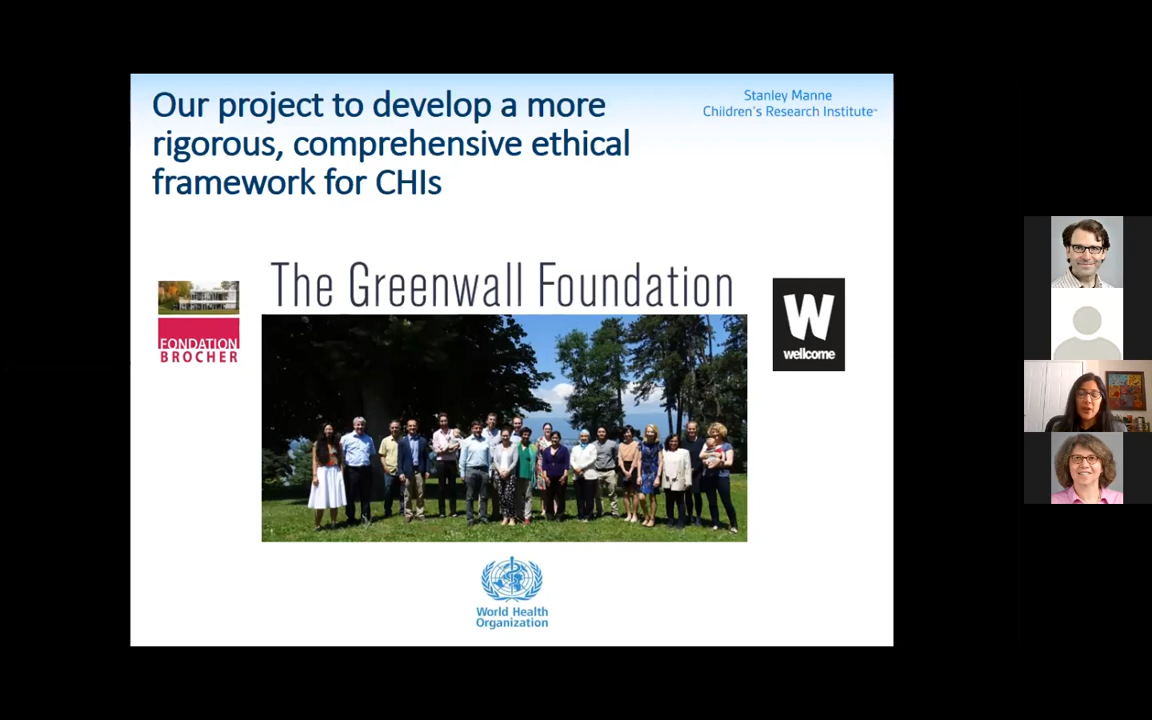 Our project to develop a more
rigorous, comprehensive ethical
framework for CHIs
Stanley Manne
Children's Research Institute™
The Greenwall Foundation
FONDATION
BROCHER
W
wellcome
World Health
Organization